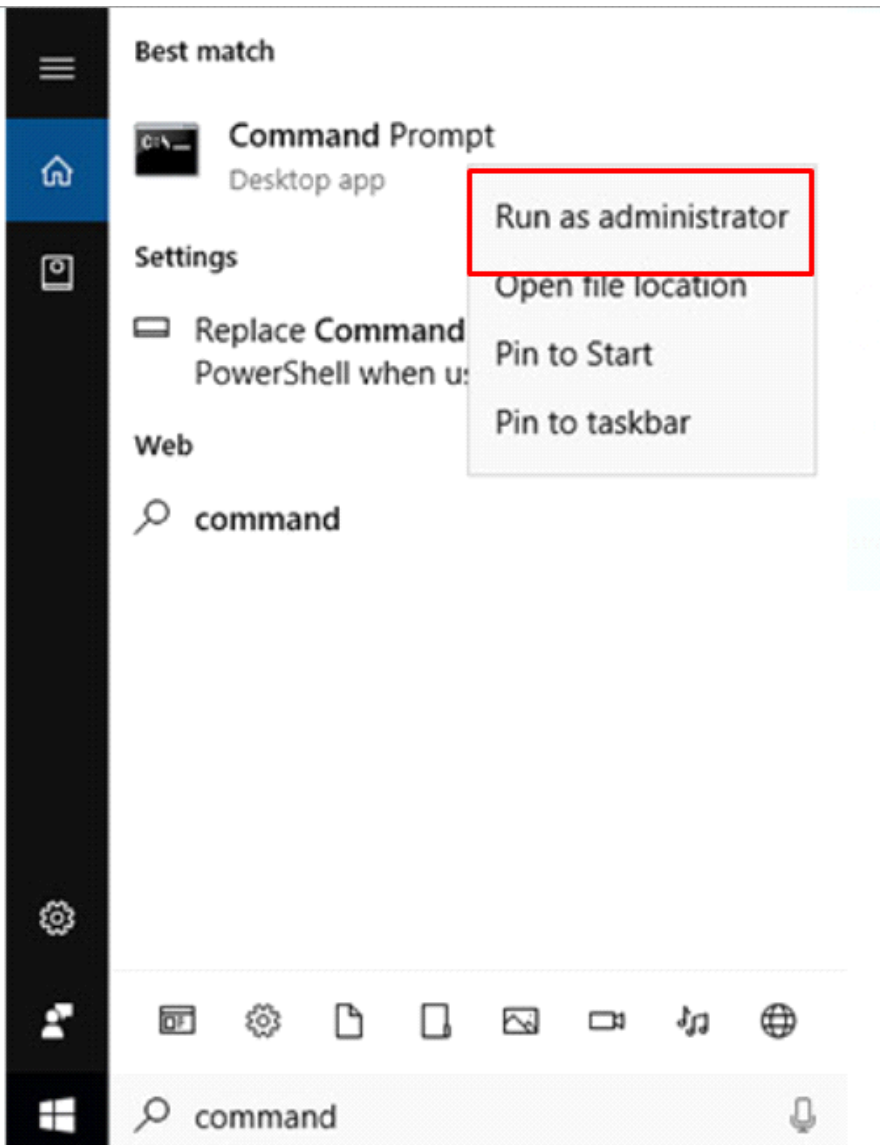 Best match
C:\_
Command Prompt
Desktop app
Run as administrator
Settings
Open file location
Replace Command
Pin to Start
PowerShell when
Pin to taskbar
Web
command
command